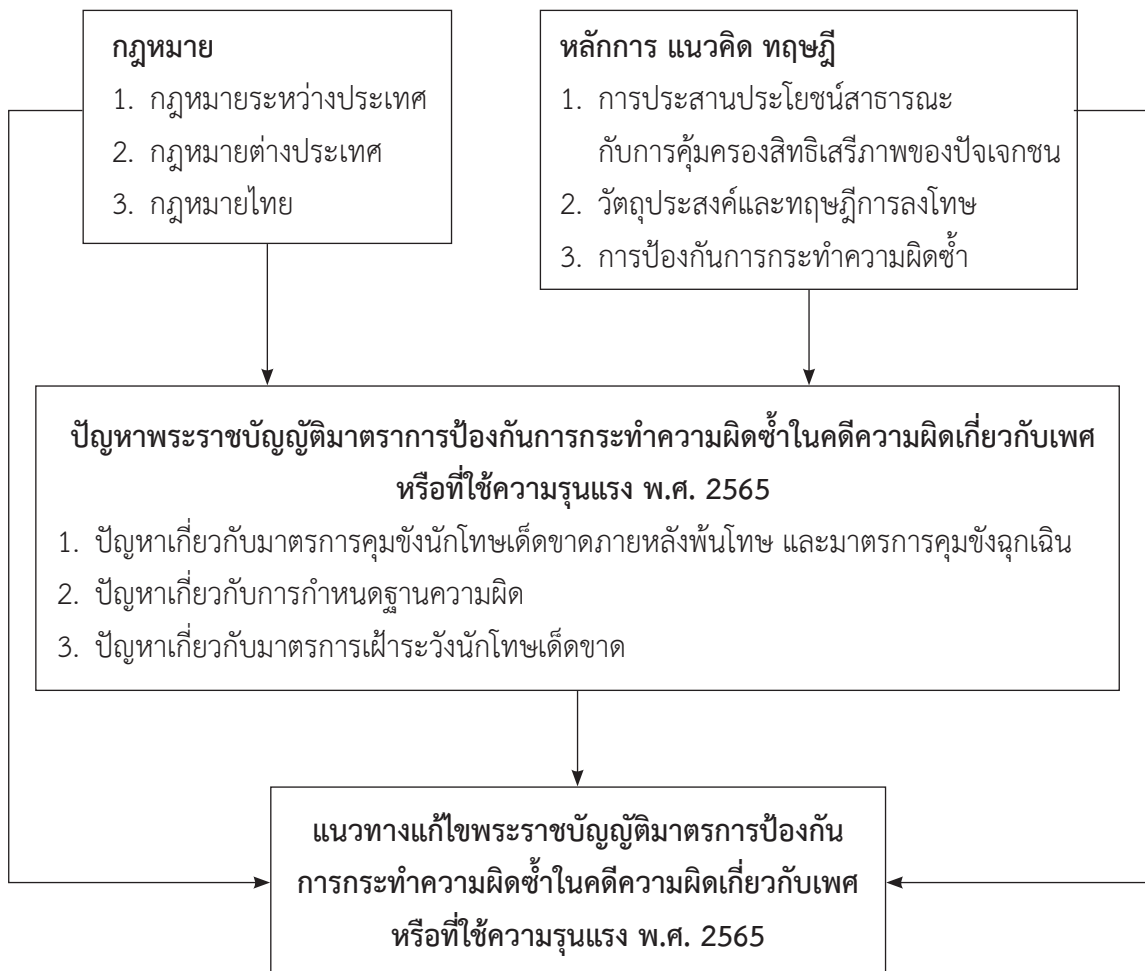 กฎหมาย
1. กฎหมายระหว่างประเทศ
2. กฎหมายต่างประเทศ
3. กฎหมายไทย
หลักการ แนวคิด ทฤษฎี
1. การประสานประโยชน์สาธารณะ
กับการคุ้มครองสิทธิเสรีภาพของปัจเจกชน
2. วัตถุประสงค์และทฤษฎีการลงโทษ
3. การป้องกันการกระทำความผิดซ้ำ
ปัญหาพระราชบัญญัติมาตราการป้องกันการกระทำความผิดซ้ำในคดีความผิดเกี่ยวกับเพศ
หรือที่ใช้ความรุนแรง พ.ศ. 2565
1. ปัญหาเกี่ยวกับมาตรการคุมขังนักโทษเด็ดขาดภายหลังพ้นโทษ และมาตรการคุมขังฉุกเฉิน
2. ปัญหาเกี่ยวกับการกำหนดฐานความผิด
3. ปัญหาเกี่ยวกับมาตรการเฝ้าระวังนักโทษเด็ดขาด
แนวทางแก้ไขพระราชบัญญัติมาตรการป้องกัน
การกระทำความผิดซ้ำในคดีความผิดเกี่ยวกับเพศ
หรือที่ใช้ความรุนแรง พ.ศ. 2565